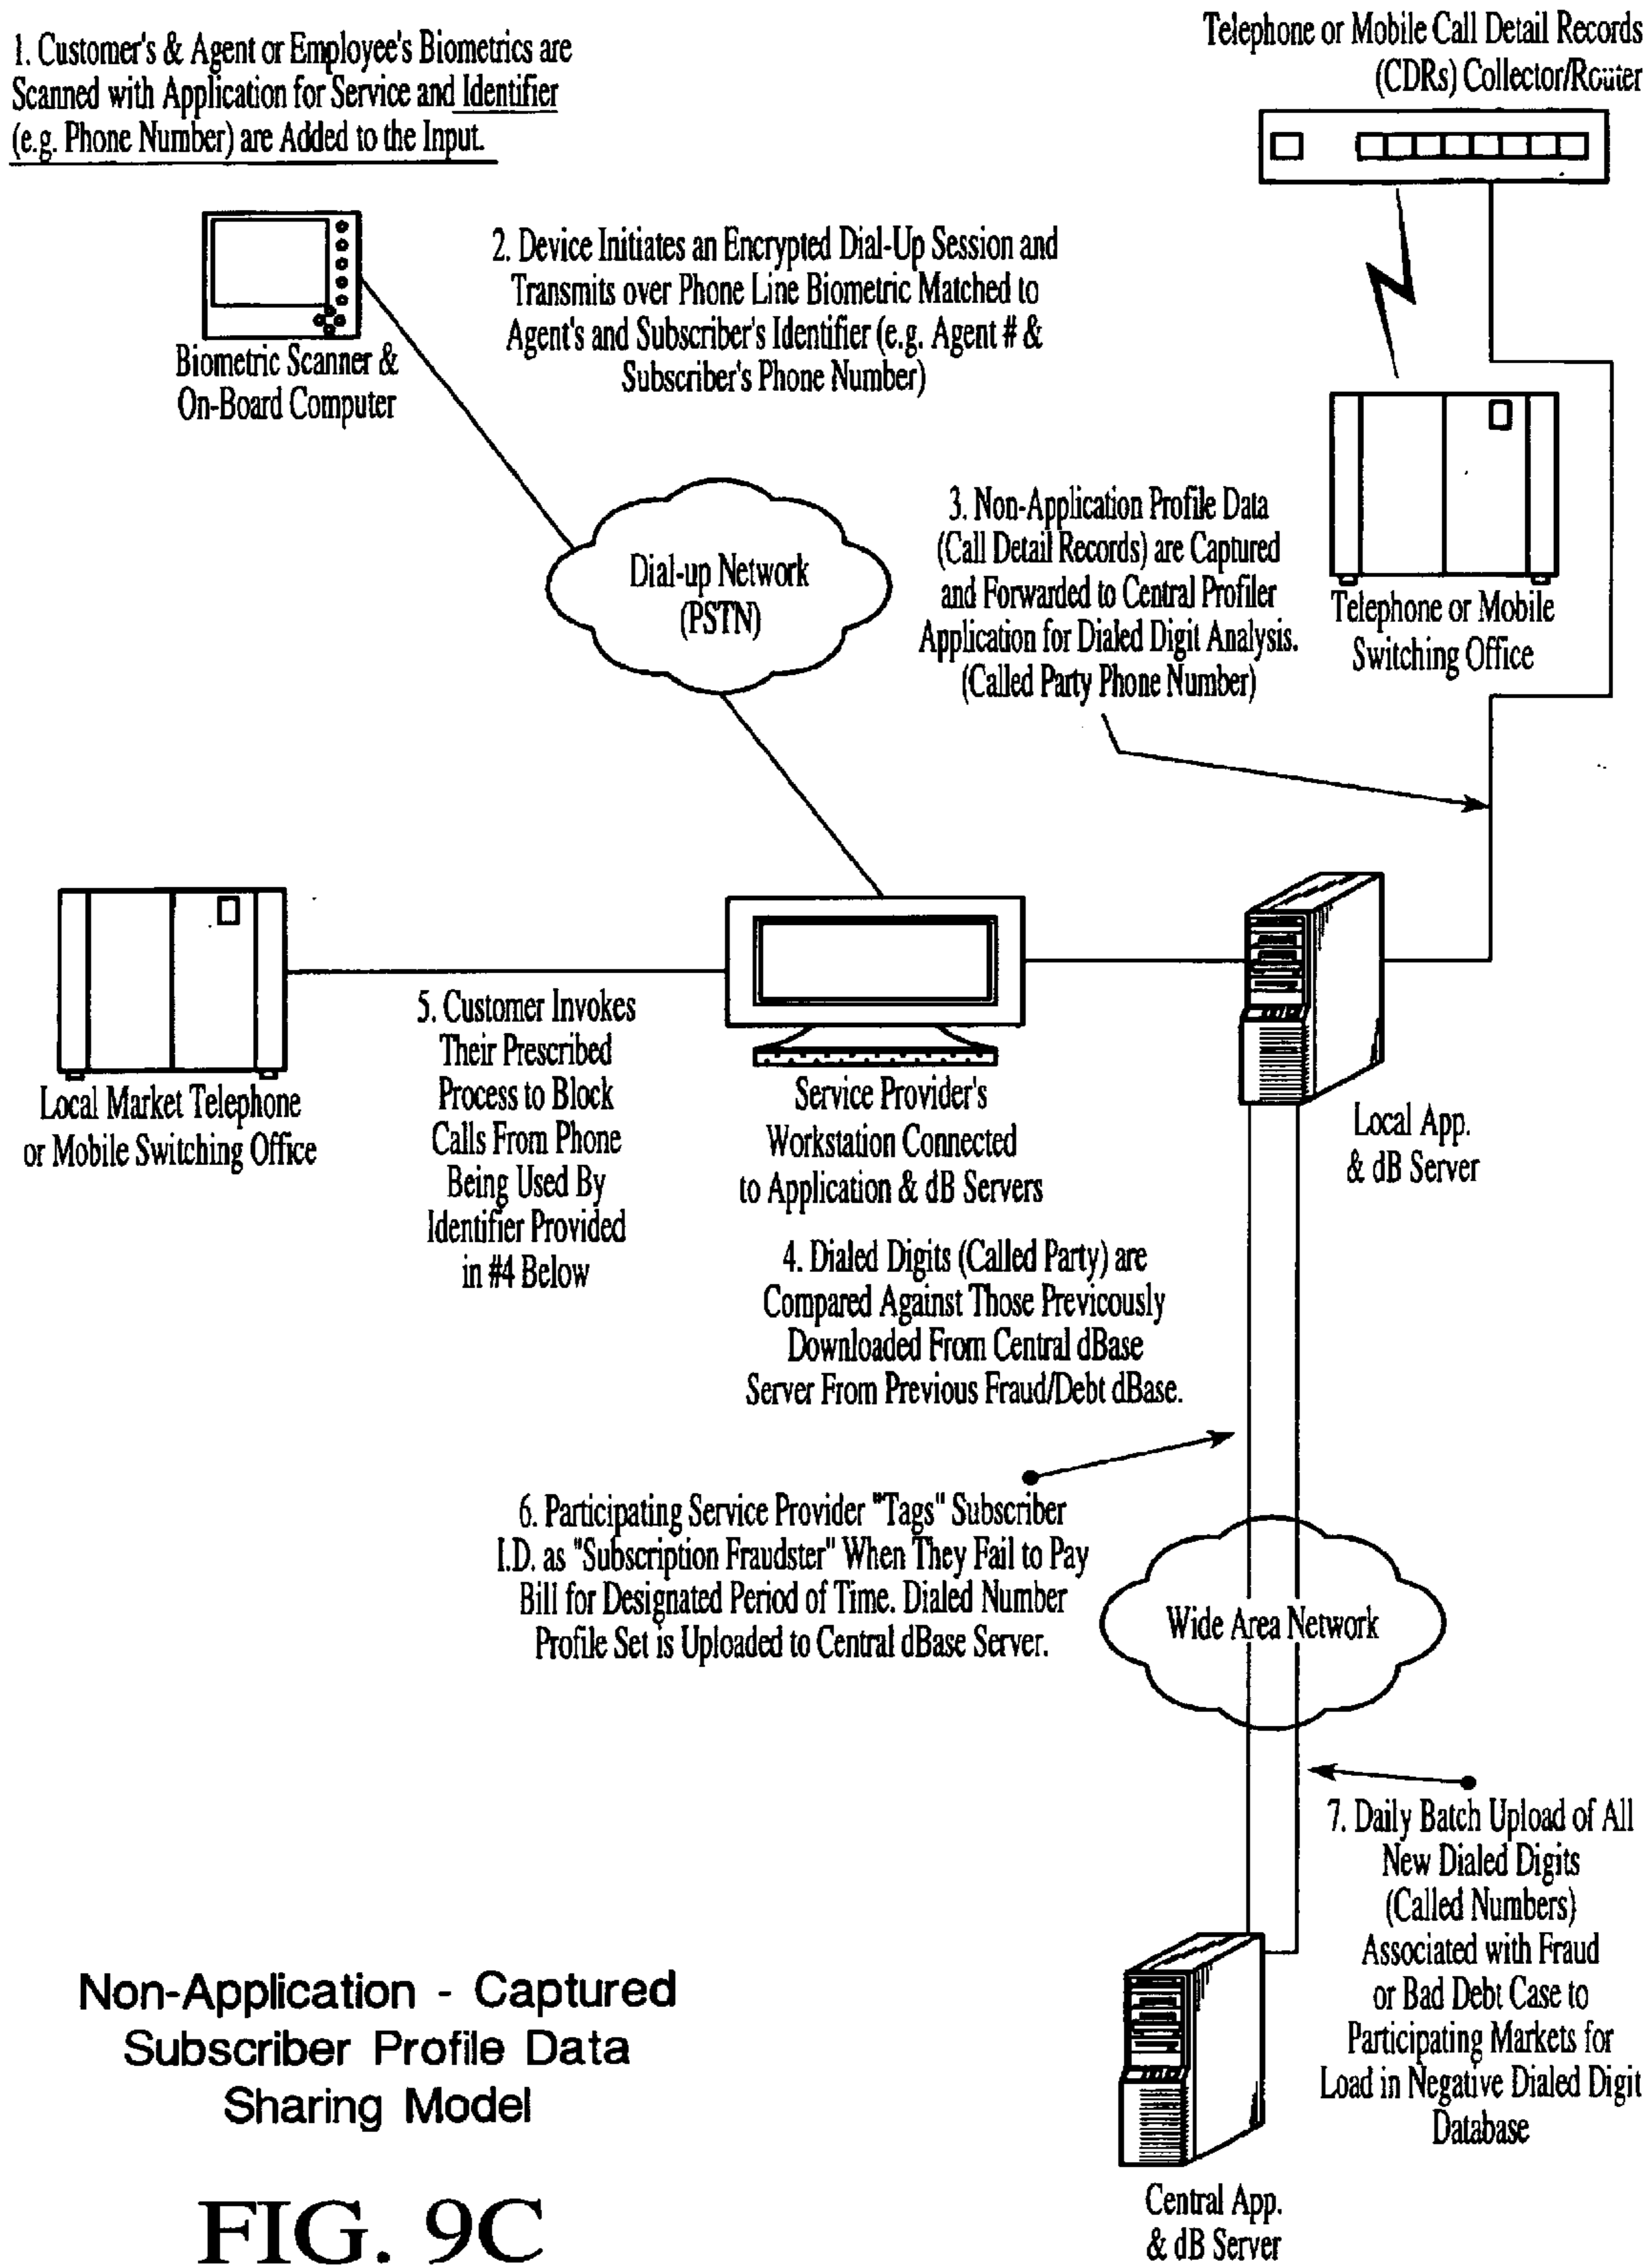 1. Customer's & Agent or Employee's Biometrics are
Scanned with Application for Service and Identifier
(e.g. Phone Number) are Added to the Input.
Telephone or Mobile Call Detail Records
(CDRs) Collector/Router
2. Device Initiates an Encrypted Dial-Up Session and
Transmits over Phone Line Biometric Matched to
Agent's and Subscriber's Identifier (e.g. Agent # &
Subscriber's Phone Number)
Biometric Scanner &
On-Board Computer
Dial-up Network
(PSTN)
3. Non-Application Profile Data
(Call Detail Records) are Captured
and Forwarded to Central Profiler
Application for Dialed Digit Analysis.
(Called Party Phone Number)
Telephone or Mobile
Switching Office
Local Market Telephone
or Mobile Switching Office
5. Customer Invokes
Their Prescribed
Process to Block
Calls From Phone
Being Used By
Identifier Provided
in #4 Below
Service Provider's
Workstation Connected
to Application & dB Servers
Local App.
& dB Server
4. Dialed Digits (Called Party) are
Compared Against Those Previcously
Downloaded From Central dBase
Server From Previous Fraud/Debt dBase.
6. Participating Service Provider "Tags" Subscriber
I.D. as "Subscription Fraudster" When They Fail to Pay
Bill for Designated Period of Time. Dialed Number
Profile Set is Uploaded to Central dBase Server.
Wide Area Network
7. Daily Batch Upload of All
New Dialed Digits
(Called Numbers)
Associated with Fraud
or Bad Debt Case to
Participating Markets for
Load in Negative Dialed Digit
Database
Central App.
& dB Server
Non-Application - Captured
Subscriber Profile Data
Sharing Model
FIG. 9C